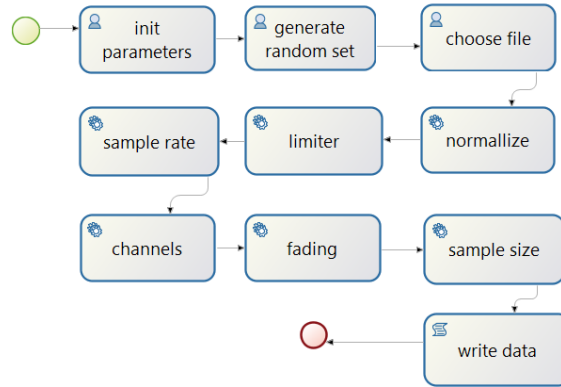 init
parameters
generate
random set
choose file
sample rate
limiter
normallize
channels
fading
sample size
write data